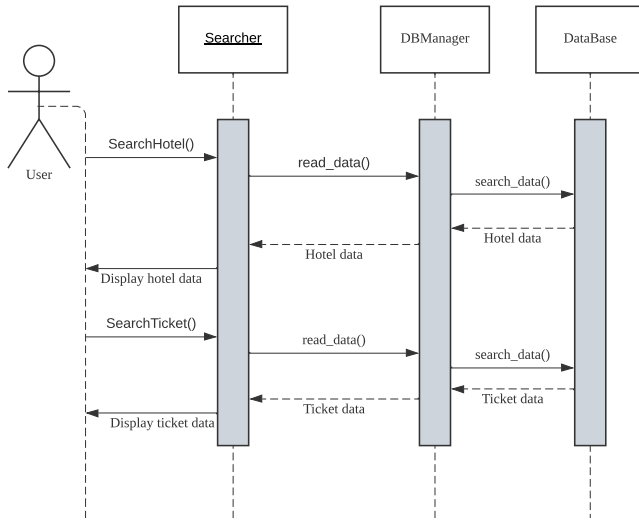 Searcher
DBManager
DataBase
User
SearchHotel()
read_data()
search_data()
Hotel data
Hotel data
Display hotel data
SearchTicket()
read_data()
search_data()
Ticket data
Ticket data
Display ticket data